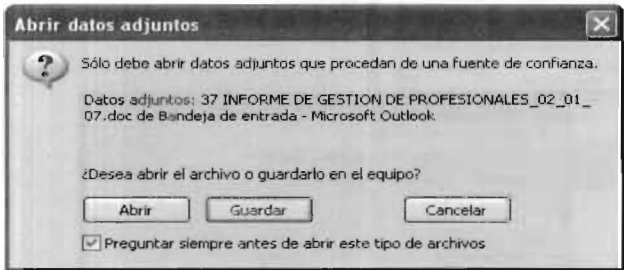 Abrir datos adjuntos
Sólo debe abrir datos adjuntos que procedan de una fuente de confianza.
Datos adjuntos: 37 INFORME DE GESTION DE PROFESIONALES_02_01_
07.doc de Bandeja de entrada - Microsoft Outlook
¿Desea abrir el archivo o guardarlo en el equipo?
Abrir Guardar Cancelar
Preguntar siempre antes de abrir este tipo de archivos